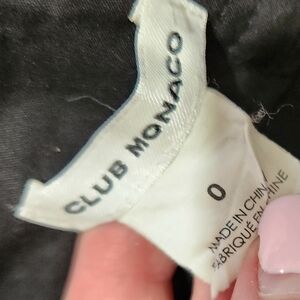 CLUB MONACO
0
MADE IN CHINA
FABRIQUÉ EN CHINE